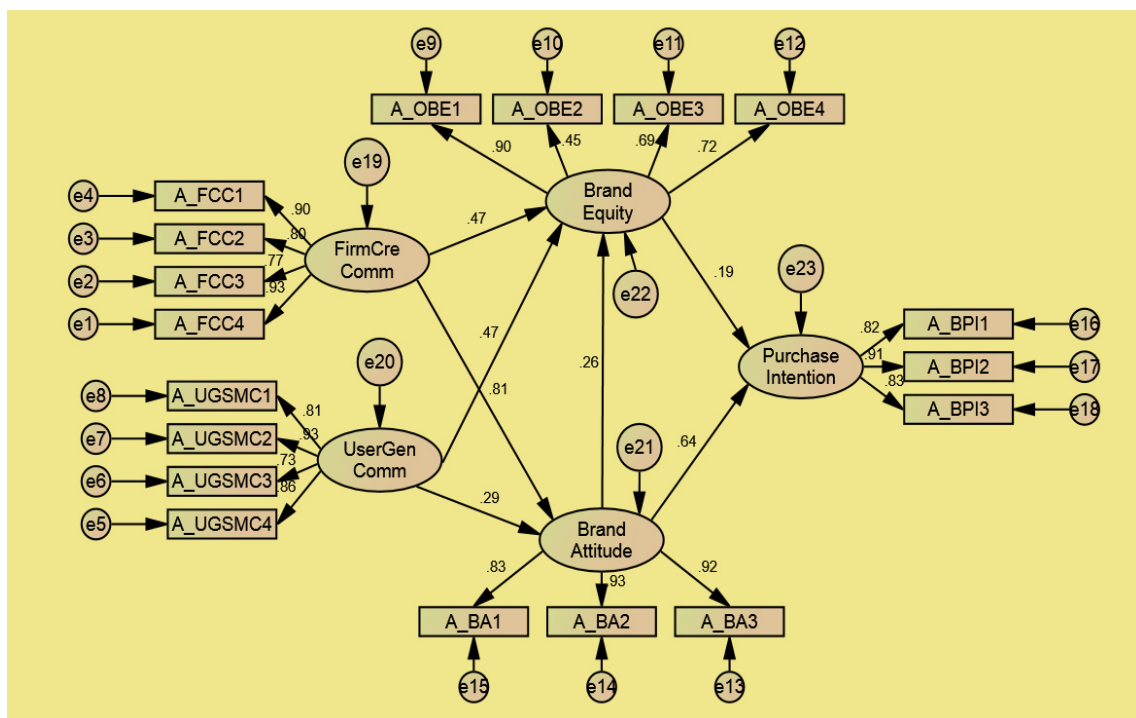 e9
e10
e11
e12
A_OBE1
A_OBE2
A_OBE3
A_OBE4
.90
.45
.69
.72
e19
e4
A_FCC1
e3
A_FCC2
e2
A_FCC3
e1
A_FCC4
.90
.80
.77
.93
FirmCre
Comm
.47
Brand
Equity
e22
.19
e23
.47
.81
.26
Purchase
Intention
.82
.91
.83
A_BPI1
e16
A_BPI2
e17
A_BPI3
e18
e20
e8
A_UGSMC1
e7
A_UGSMC2
e6
A_UGSMC3
e5
A_UGSMC4
.81
.93
.73
.86
UserGen
Comm
.29
e21
.64
Brand
Attitude
.83
.93
.92
A_BA1
A_BA2
A_BA3
e15
e14
e13